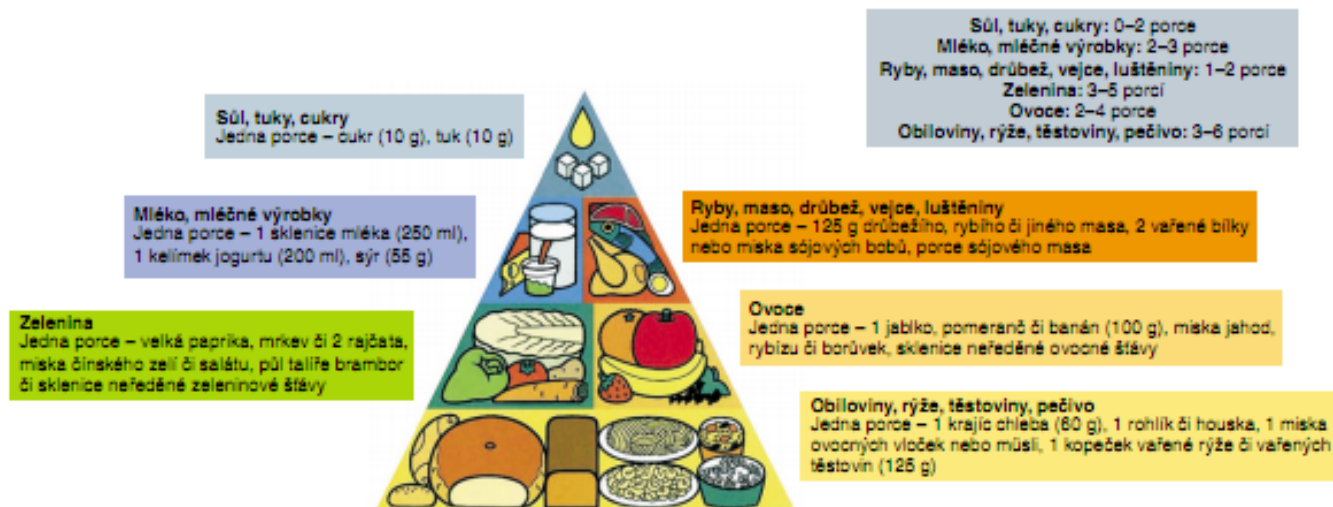 Sůl, tuky, cukry: 0–2 porce
Mléko, mléčné výrobky: 2–3 porce
Ryby, maso, drůbež, vejce, luštěniny: 1–2 porce
Zelenina: 3–5 porcí
Ovoce: 2–4 porce
Obiloviny, rýže, těstoviny, pečivo: 3–6 porcí
Sůl, tuky, cukry
Jedna porce – cukr (10 g), tuk (10 g)
Mléko, mléčné výrobky
Jedna porce – 1 sklenice mléka (250 ml),
1 kelímek jogurtu (200 ml), sýr (55 g)
Ryby, maso, drůbež, vejce, luštěniny
Jedna porce – 125 g drůbežího, rybího či jiného masa, 2 vařené bílky
nebo miska sójových bobů, porce sójového masa
Zelenina
Jedna porce – velká paprika, mrkev či 2 rajčata,
miska čínského zelí či salátu, půl talíře brambor
či sklenice neředěné zeleninové šťávy
Ovoce
Jedna porce – 1 jablko, pomeranč či banán (100 g), miska jahod,
rybízu či borůvek, sklenice neředěné ovocné šťávy
Obiloviny, rýže, těstoviny, pečivo
Jedna porce – 1 krajíc chleba (60 g), 1 rohlík či houska, 1 miska
ovocných vloček nebo müsli, 1 kopeček vařené rýže či vařených
těstovin (125 g)